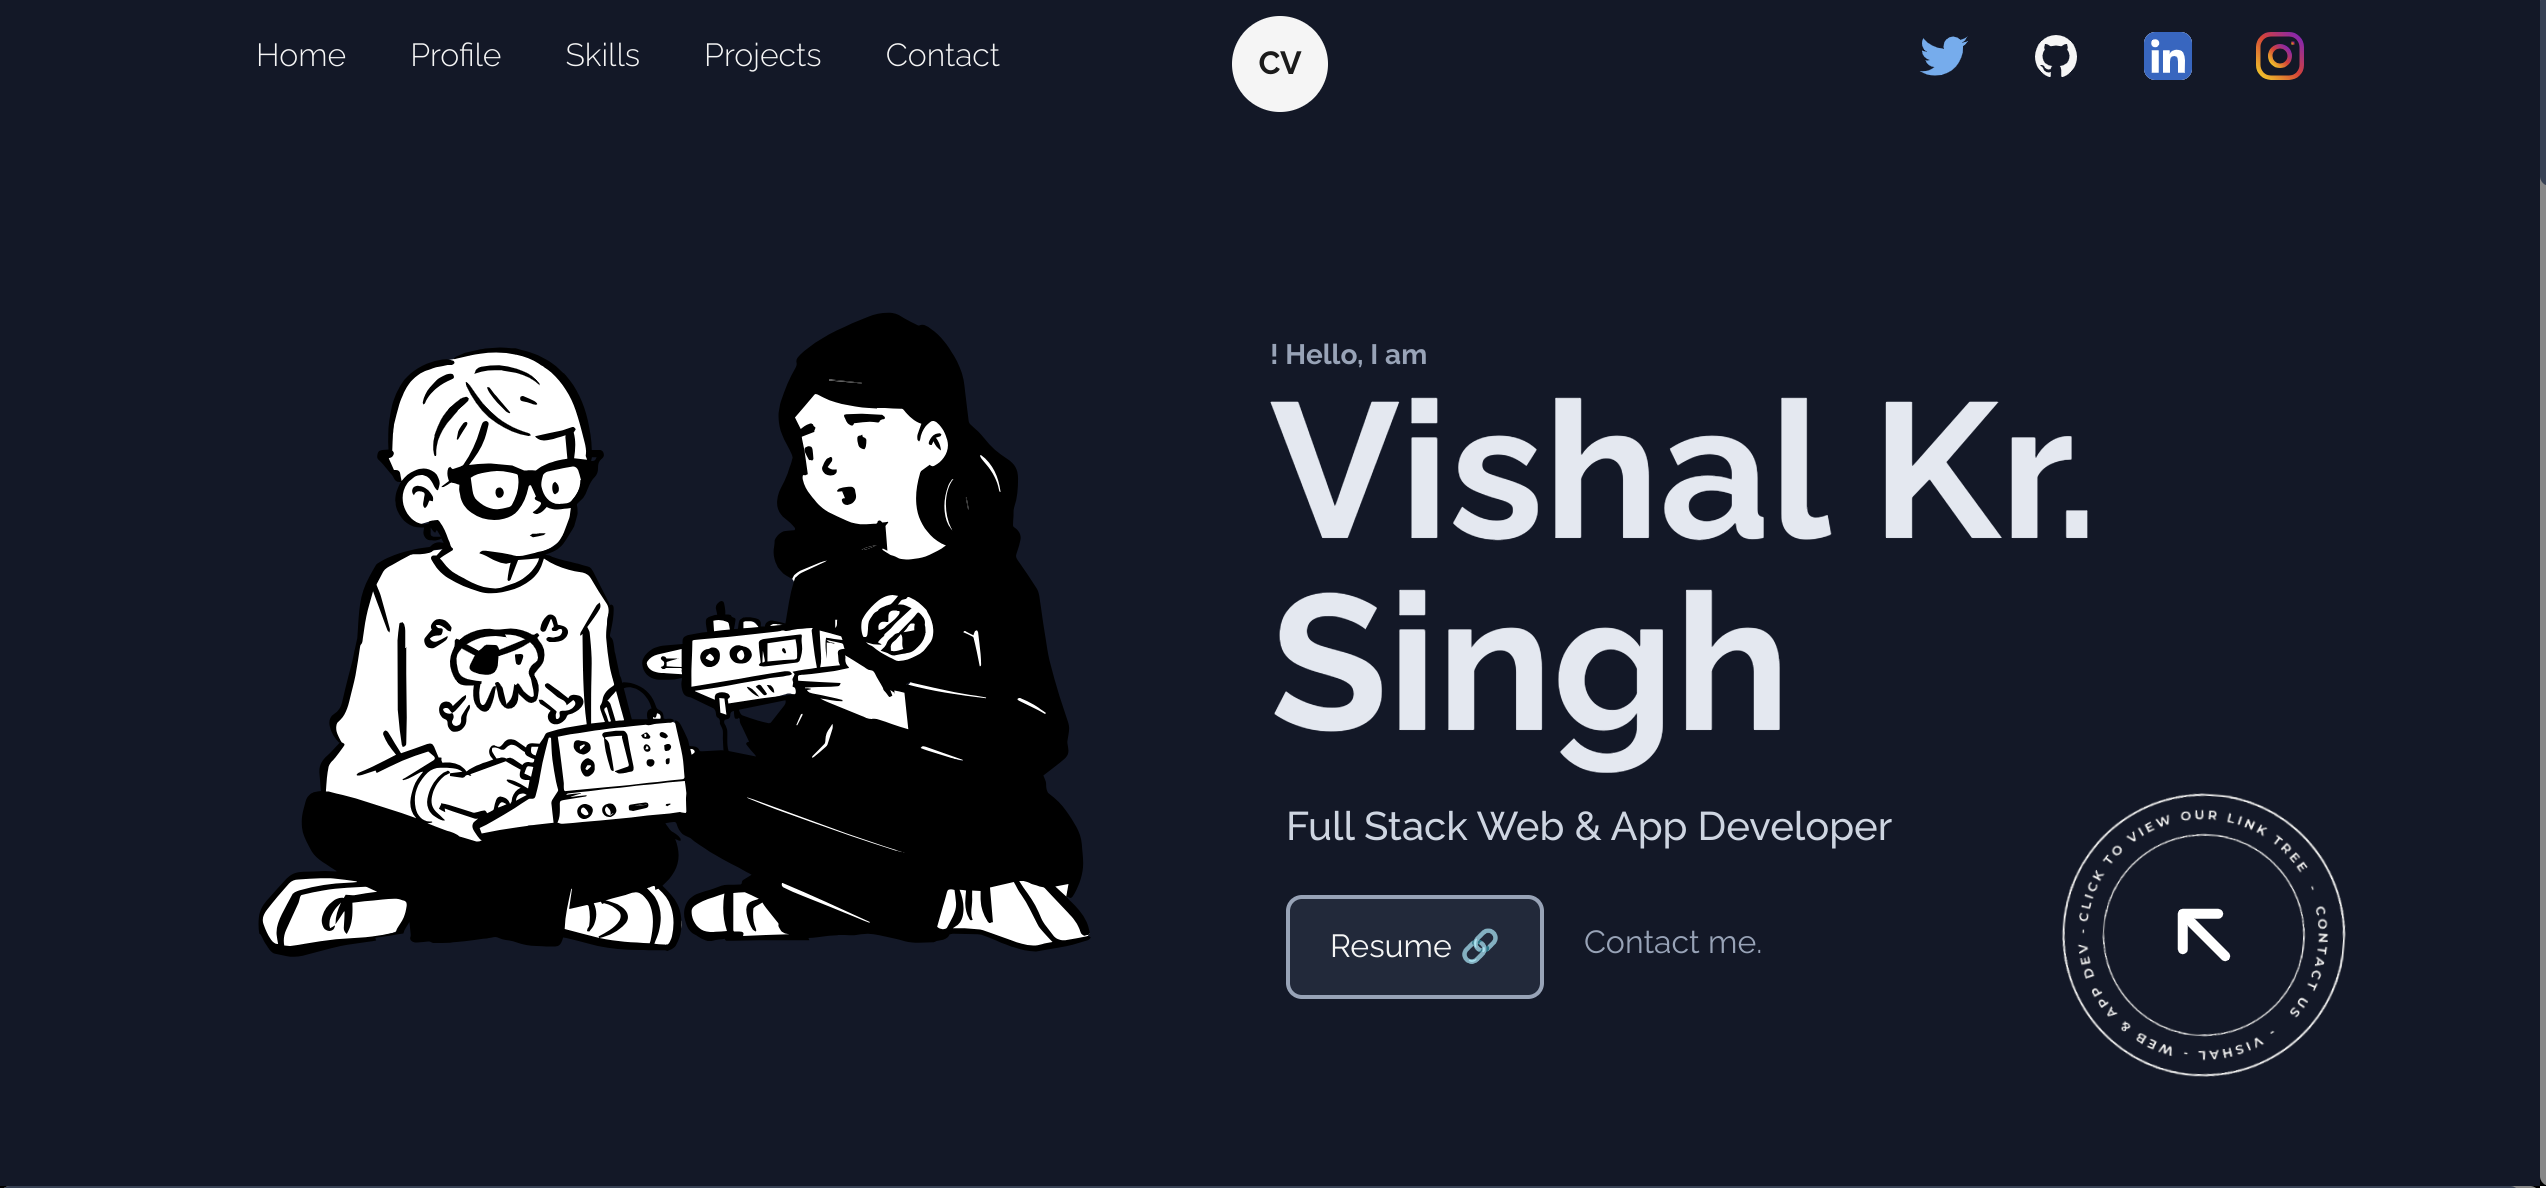 Home Profile Skills Projects Contact
CV
! Hello, I am
Vishal Kr.
Singh
Full Stack Web & App Developer
Resume 🔗
Contact me.
CLICK TO VIEW OUR LINK TREE - CONTACT US - VISHAL - WEB & APP DEV -